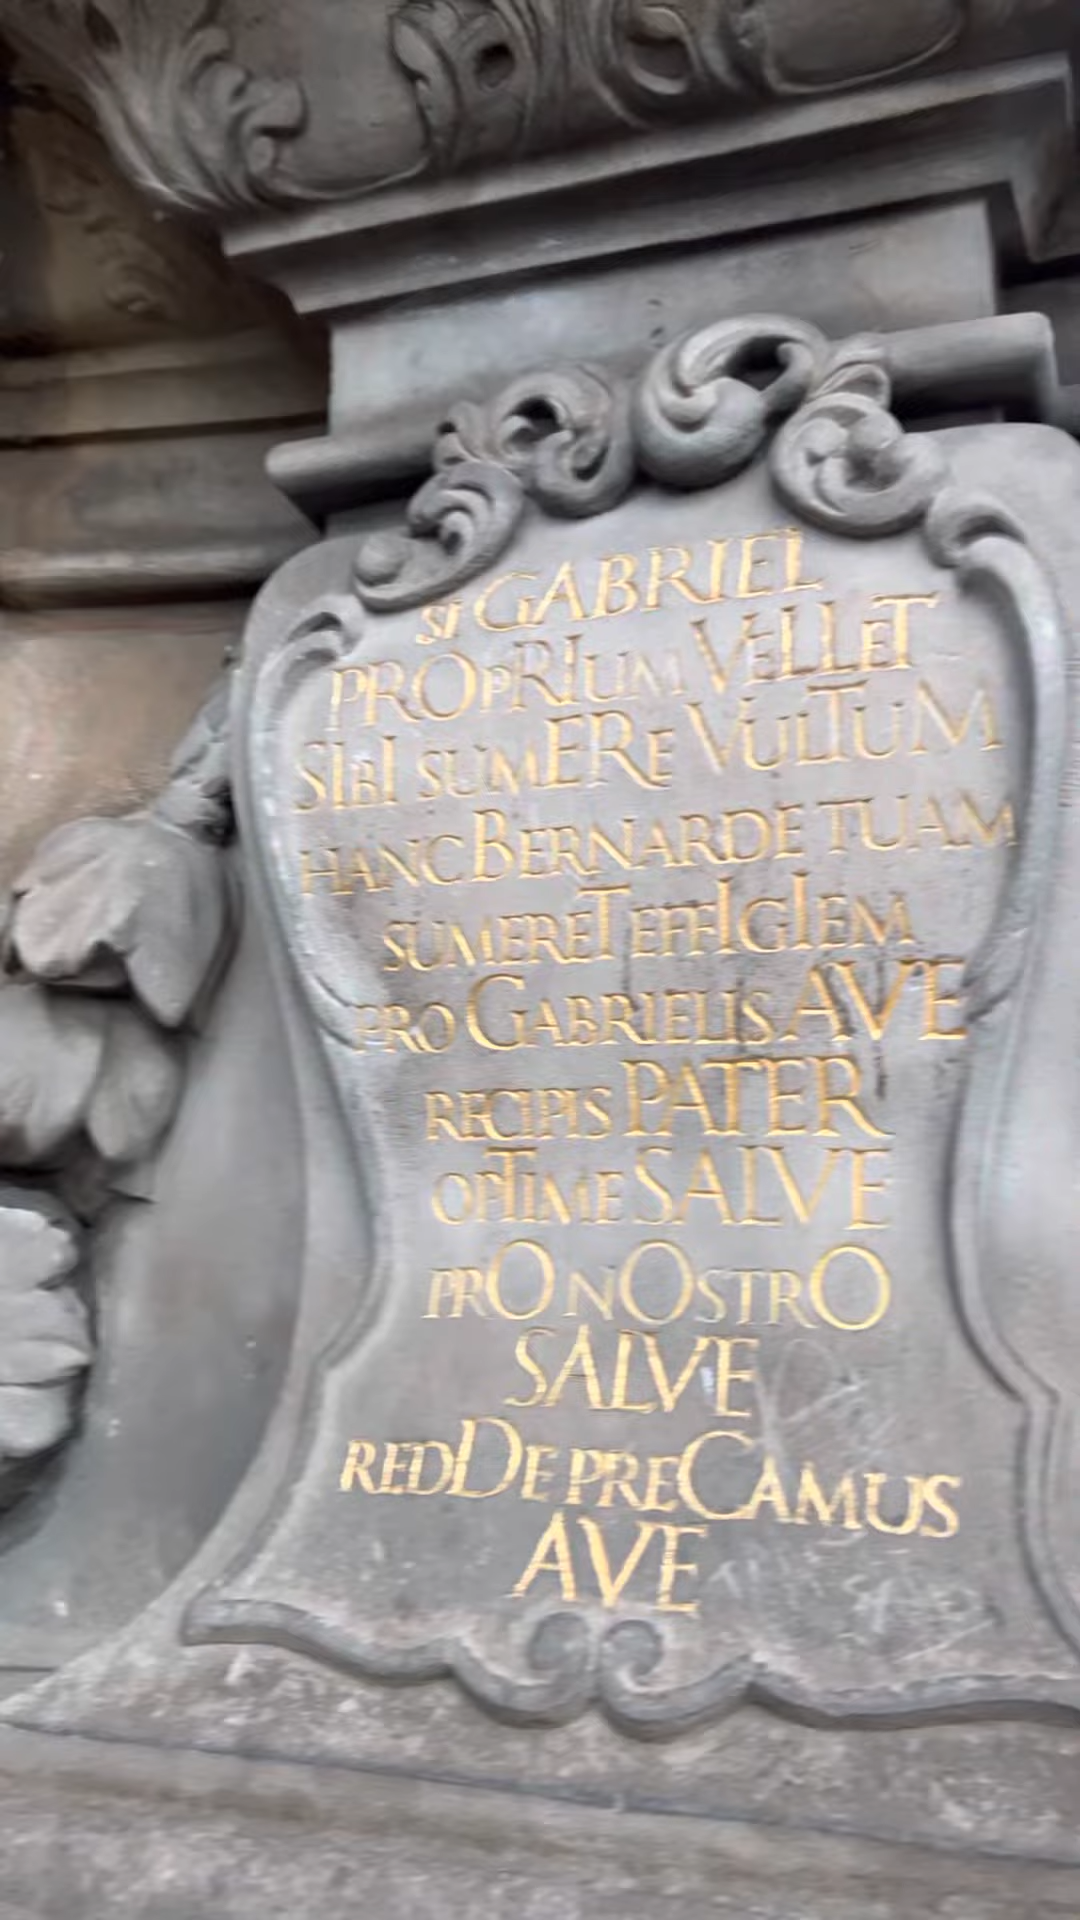 SI GABRIEL
PROPRIUM VELLET
SIBI SUMERE VULTUM
HANC BERNARDE TUAM
SUMERET EFFIGIEM
PRO GABRIELIS AVE
RECIPIS PATER
OPTIME SALVE
PRO NOSTRO
SALVE
REDDE PRECAMUS
AVE